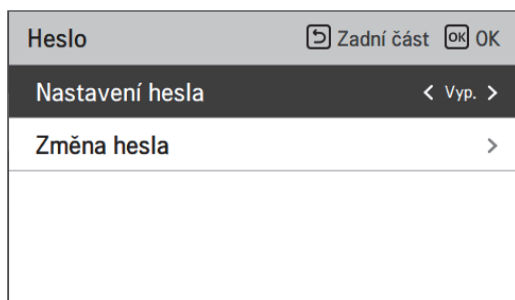 Heslo Zadní část OK OK
Nastavení hesla < Vyp. >
Změna hesla >